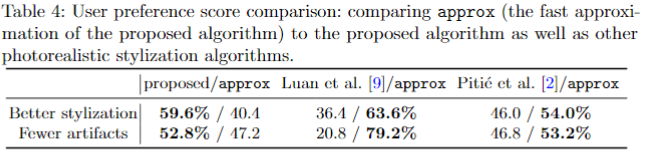 Table 4: User preference score comparison: comparing approx (the fast approxi-
mation of the proposed algorithm) to the proposed algorithm as well as other
photorealistic stylization algorithms.
proposed/approx Luan et al. [9]/approx Pitié et al. [2]/approx
Better stylization 59.6% / 40.4 36.4 / 63.6% 46.0 / 54.0%
Fewer artifacts 52.8% / 47.2 20.8 / 79.2% 46.8 / 53.2%